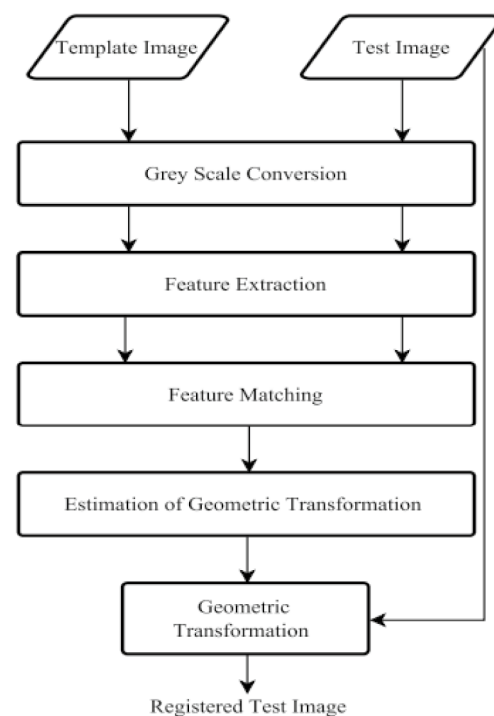 Template Image
Test Image
Grey Scale Conversion
Feature Extraction
Feature Matching
Estimation of Geometric Transformation
Geometric
Transformation
Registered Test Image